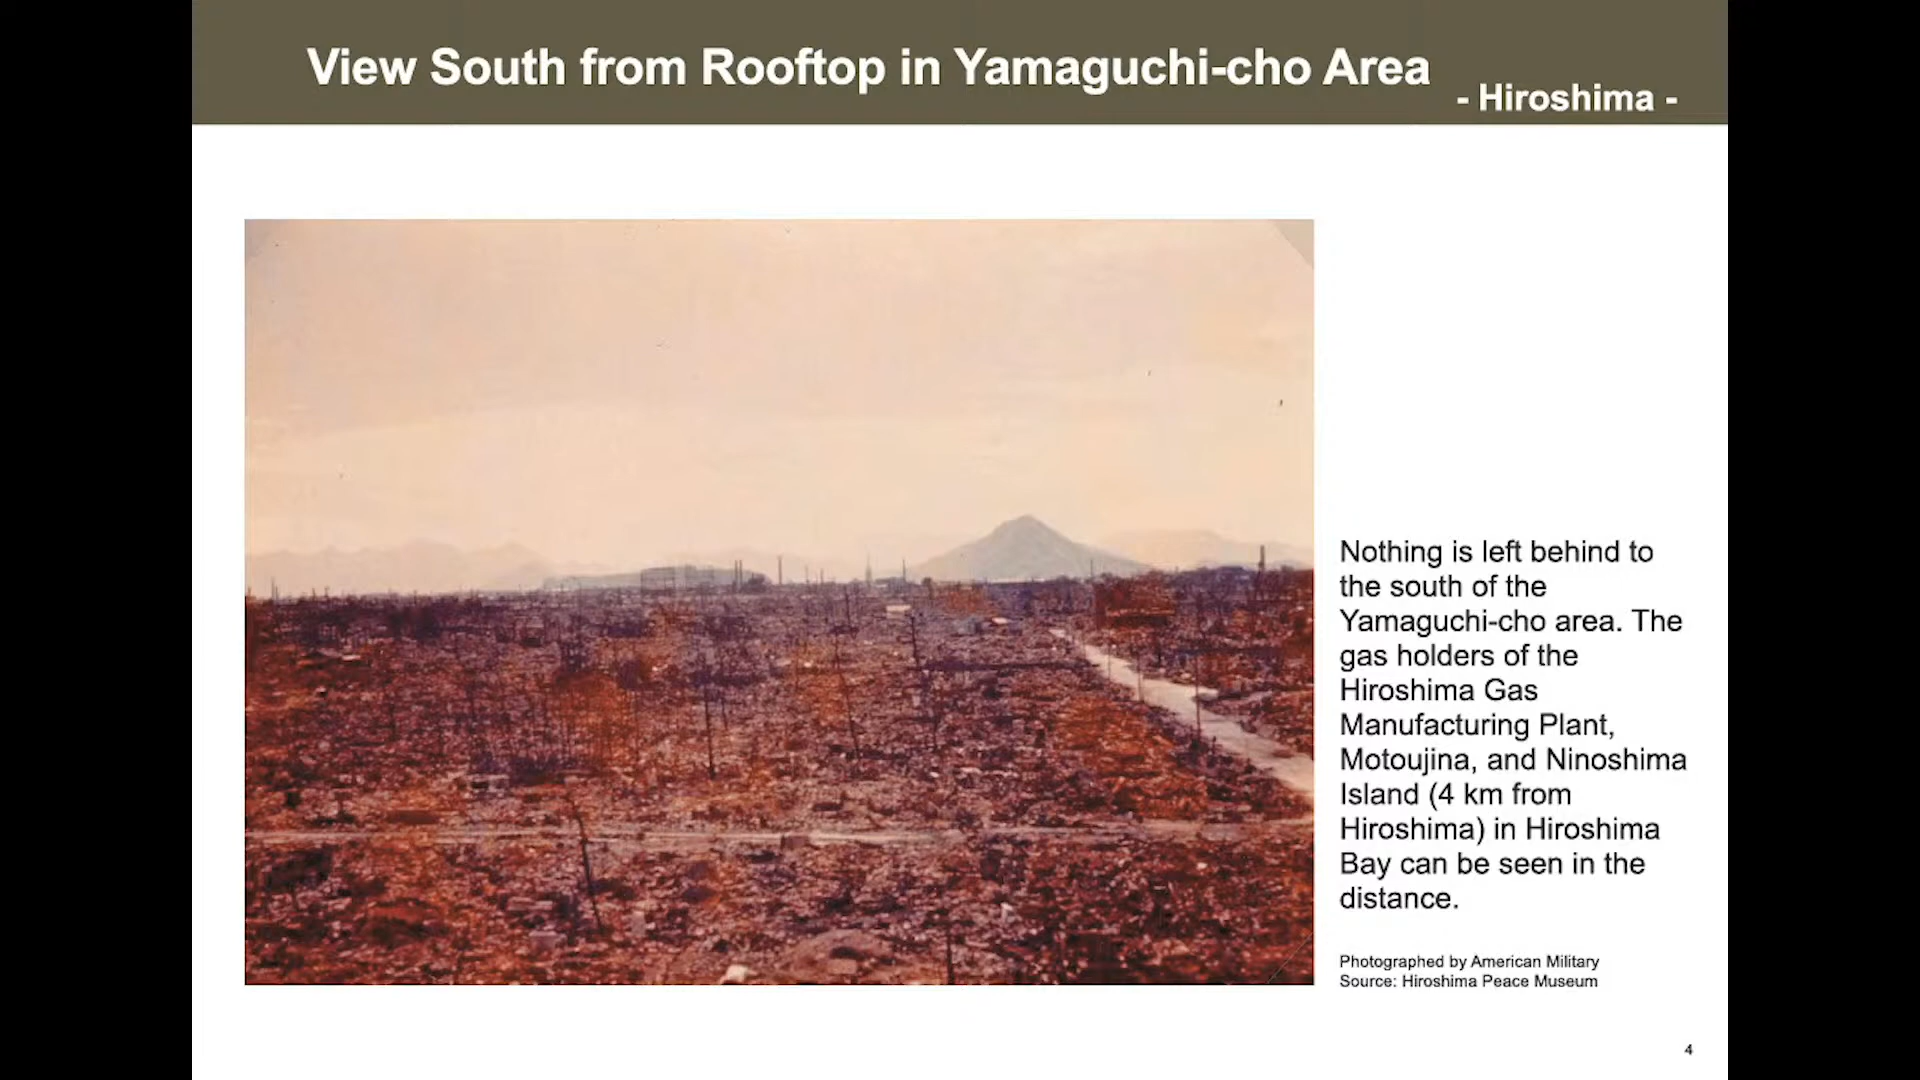 View South from Rooftop in Yamaguchi-cho Area
- Hiroshima -
Nothing is left behind to
the south of the
Yamaguchi-cho area. The
gas holders of the
Hiroshima Gas
Manufacturing Plant,
Motoujina, and Ninoshima
Island (4 km from
Hiroshima) in Hiroshima
Bay can be seen in the
distance.
Photographed by American Military
Source: Hiroshima Peace Museum
4